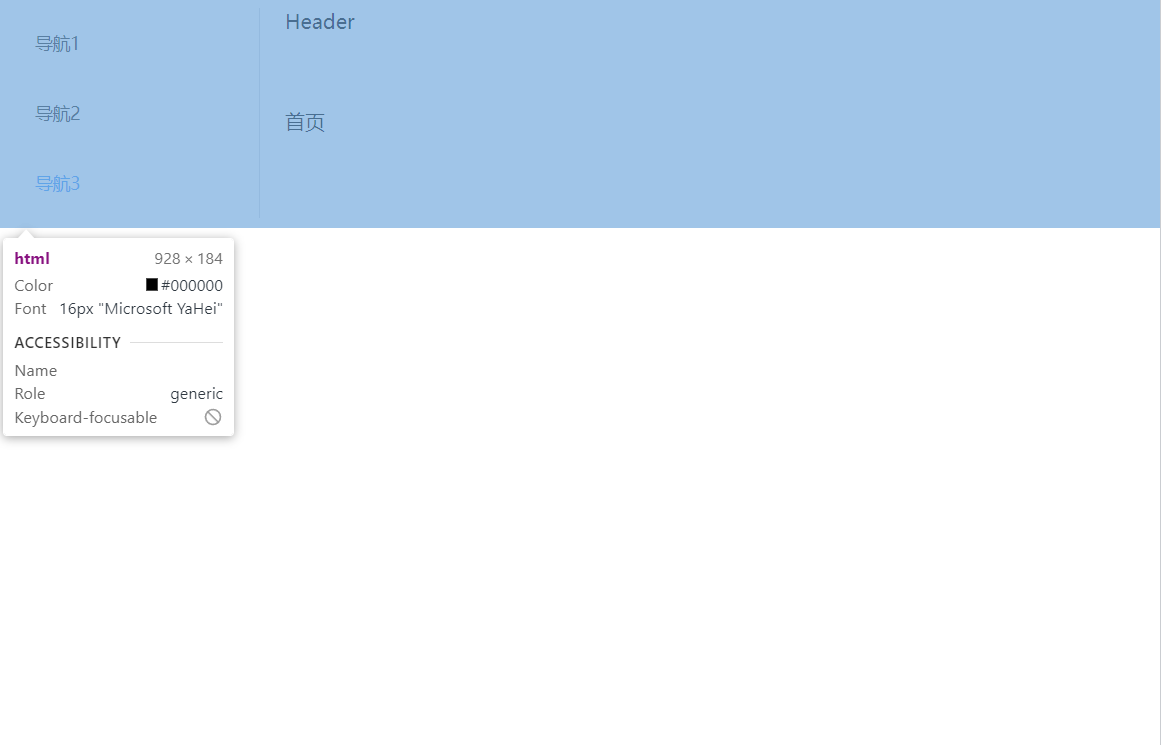 导航1
导航2
导航3
Header
首页
html 928 × 184
Color #000000
Font 16px "Microsoft YaHei"
ACCESSIBILITY
Name
Role generic
Keyboard-focusable